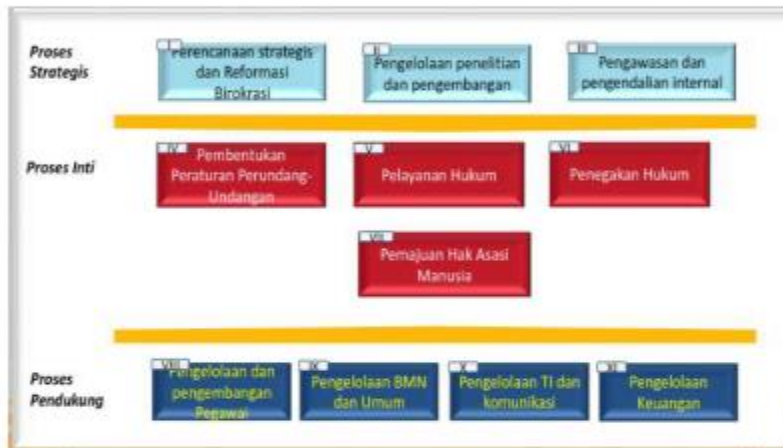 Proses
Strategis
I
Perencanaan strategis
dan Reformasi
Birokrasi
II
Pengelolaan penelitian
dan pengembangan
III
Pengawasan dan
pengendalian internal
Proses Inti
IV
Pembentukan
Peraturan Perundang-
Undangan
V
Pelayanan Hukum
VI
Penegakan Hukum
VII
Pemajuan Hak Asasi
Manusia
Proses
Pendukung
VIII
Pengelolaan dan
pengembangan
Pegawai
IX
Pengelolaan BMN
dan Umum
X
Pengelolaan TI dan
komunikasi
XI
Pengelolaan
Keuangan